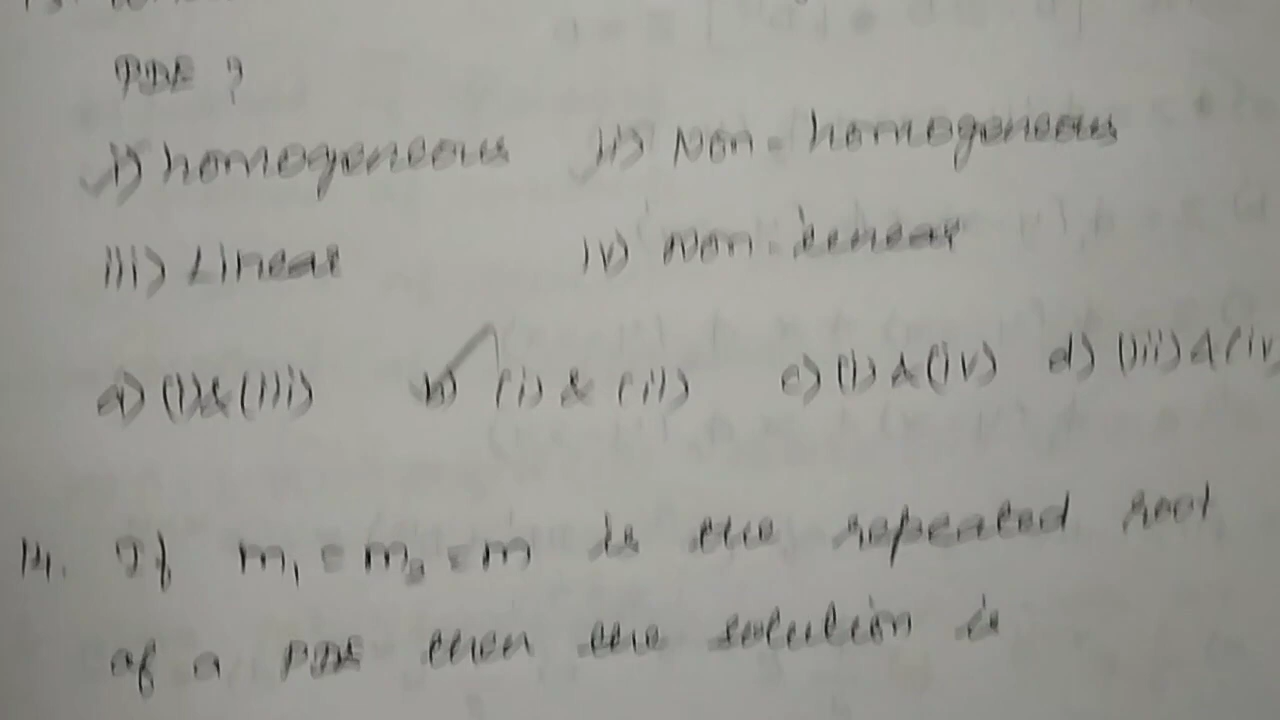 PDE ?
i) homogeneous ii) Non-homogeneous
iii) Linear iv) Non-linear
a) (i) & (iii) b) (i) & (ii) c) (i) & (iv) d) (iii) & (iv
14. If m₁ = m₂ = m is the repeated root
of a PDE then the solution is